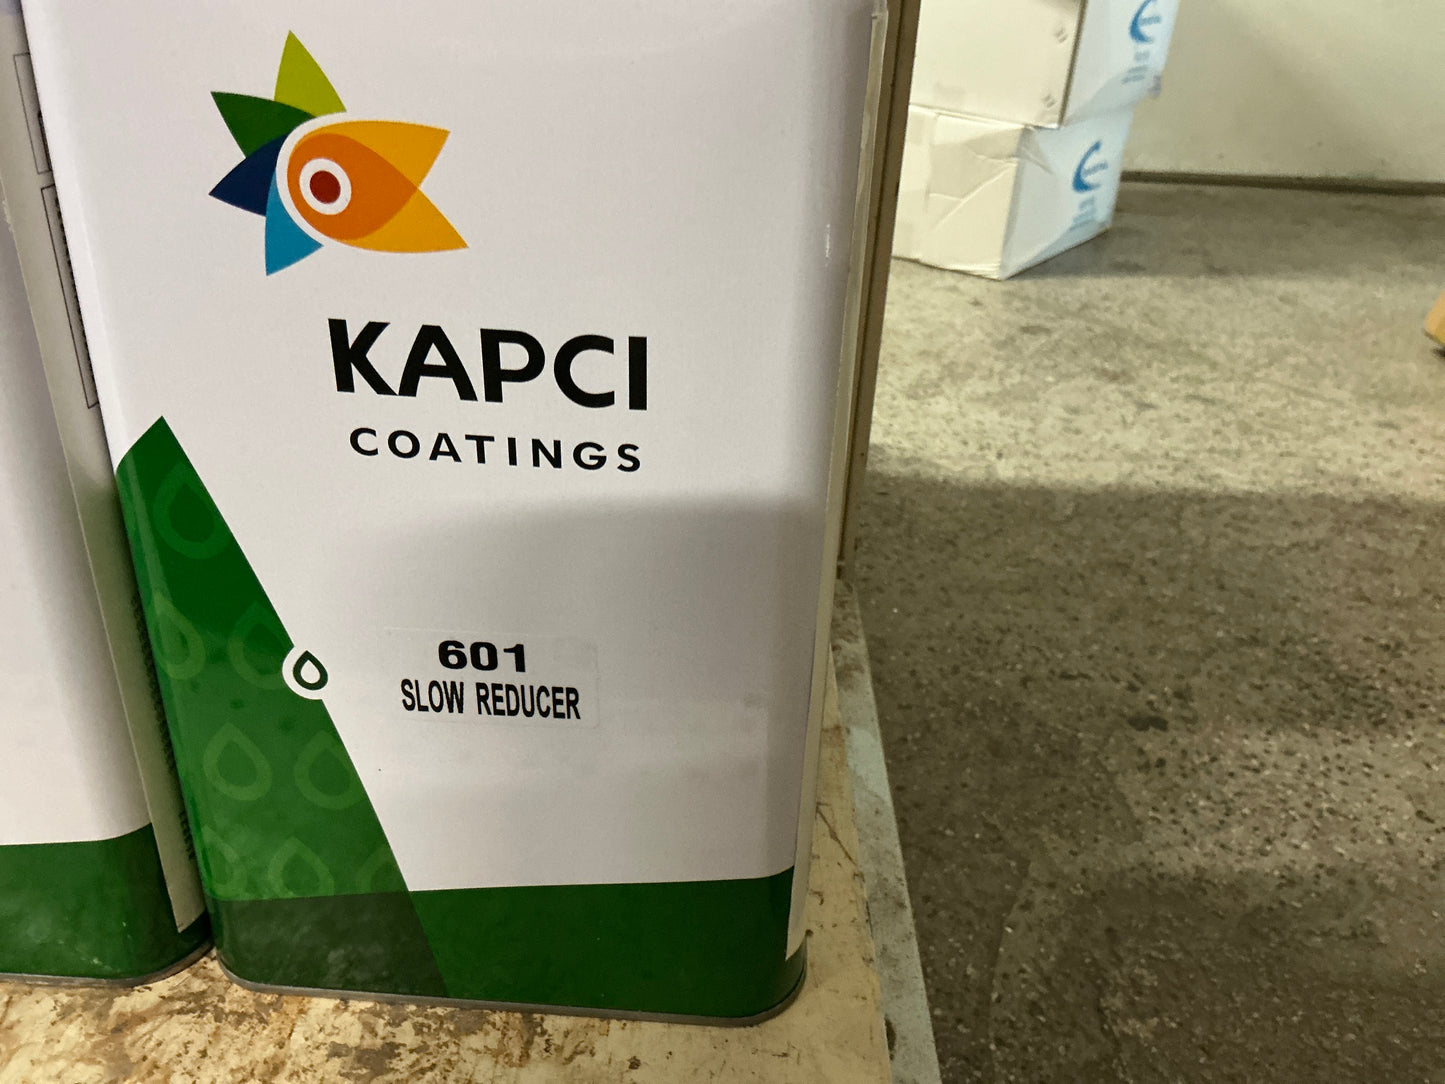 KAPCI
COATINGS
601
SLOW REDUCER